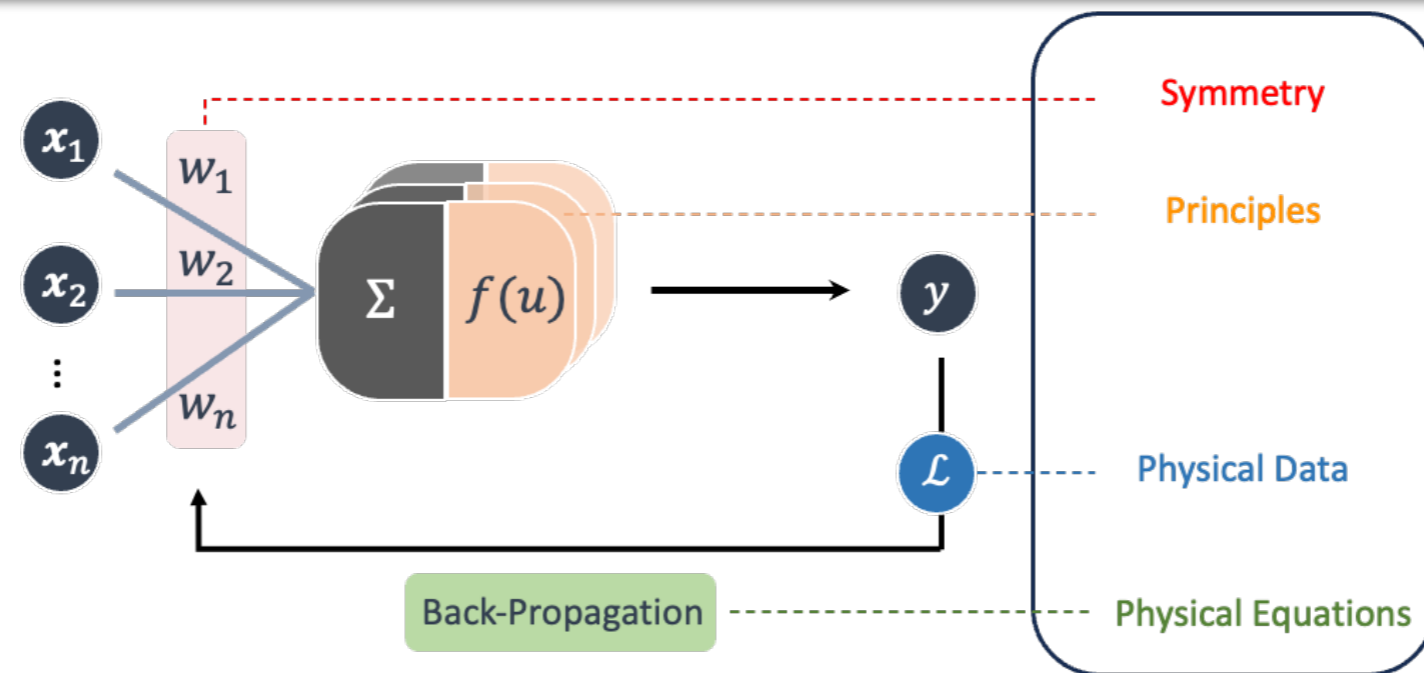 x₁
w₁
x₂
w₂
⋮
xₙ
wₙ
Σ
f(u)
y
ℒ
Back-Propagation
Symmetry
Principles
Physical Data
Physical Equations